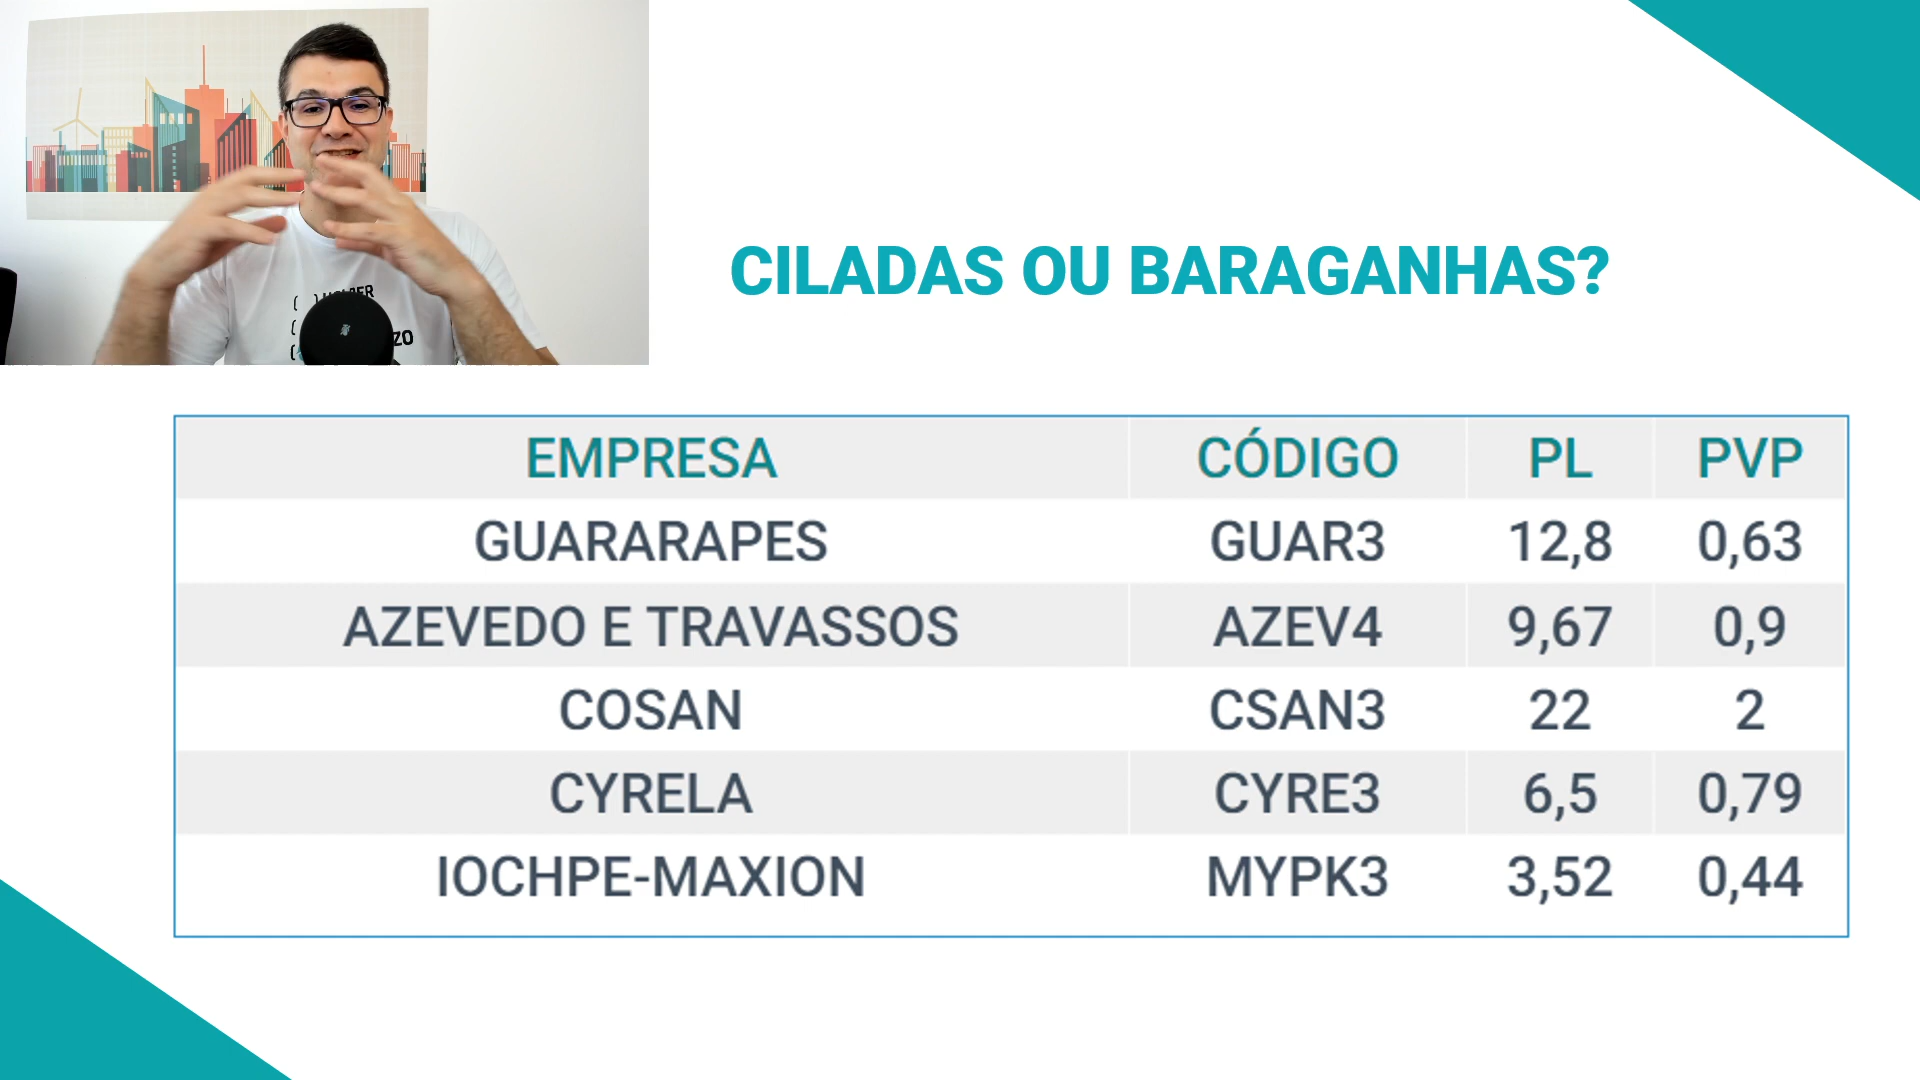 CILADAS OU BARAGANHAS?
EMPRESA CÓDIGO PL PVP
GUARARAPES GUAR3 12,8 0,63
AZEVEDO E TRAVASSOS AZEV4 9,67 0,9
COSAN CSAN3 22 2
CYRELA CYRE3 6,5 0,79
IOCHPE-MAXION MYPK3 3,52 0,44